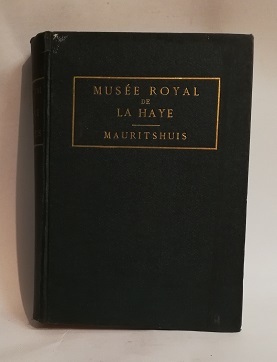 MUSÉE ROYAL
DE
LA HAYE
MAURITSHUIS